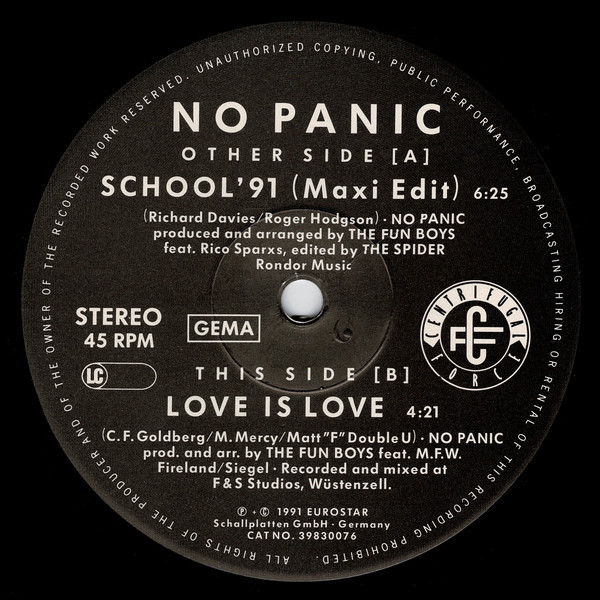 ALL RIGHTS OF THE PRODUCER AND OF THE OWNER OF THE RECORDED WORK RESERVED. UNAUTHORIZED COPYING, PUBLIC PERFORMANCE, BROADCASTING HIRING OR RENTAL OF THIS RECORDING PROHIBITED.
NO PANIC
OTHER SIDE [A]
SCHOOL'91 (Maxi Edit) 6:25
(Richard Davies/Roger Hodgson) · NO PANIC
produced and arranged by THE FUN BOYS
feat. Rico Sparxs, edited by THE SPIDER
Rondor Music
STEREO
45 RPM
GEMA
LC
CENTRIFUGAL
CF
FORCE
THIS SIDE [B]
LOVE IS LOVE 4:21
(C.F. Goldberg/M. Mercy/Matt "F" Double U) · NO PANIC
prod. and arr. by THE FUN BOYS feat. M.F.W.
Fireland/Siegel · Recorded and mixed at
F&S Studios, Wüstenzell.
℗ + © 1991 EUROSTAR
Schallplatten GmbH · Germany
CAT NO. 39830076